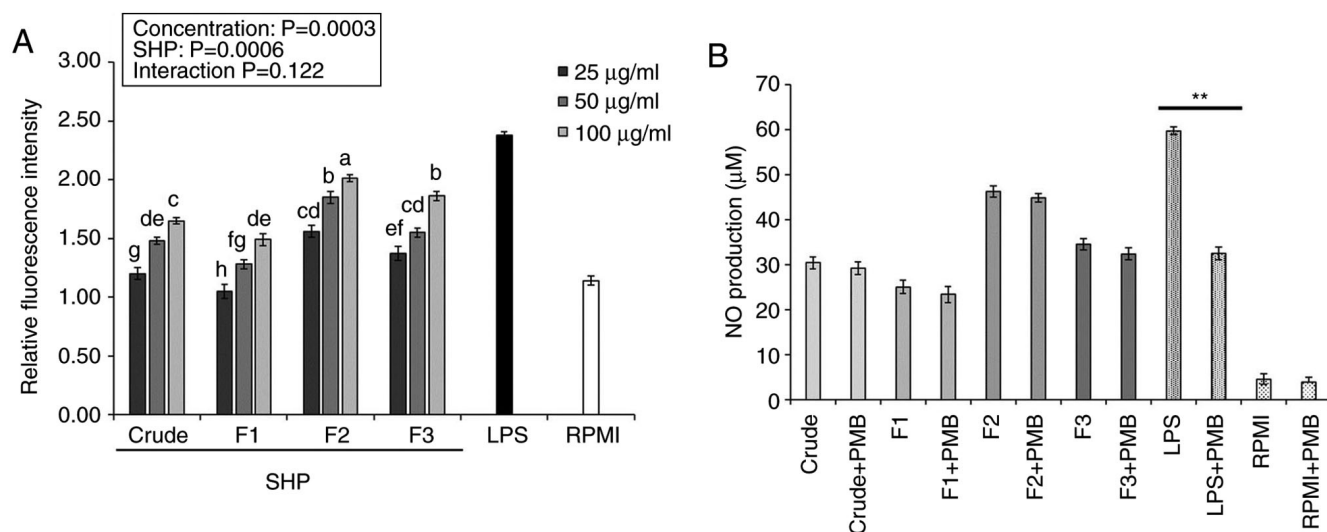 A
Concentration: P=0.0003
SHP: P=0.0006
Interaction P=0.122
Relative fluorescence intensity
3.00
2.50
2.00
1.50
1.00
0.50
0.00
25 µg/ml
50 µg/ml
100 µg/ml
g
de
c
h
fg
de
cd
b
a
ef
cd
b
Crude
F1
F2
F3
LPS
RPMI
SHP
B
NO production (µM)
70
60
50
40
30
20
10
0
**
Crude
Crude+PMB
F1
F1+PMB
F2
F2+PMB
F3
F3+PMB
LPS
LPS+PMB
RPMI
RPMI+PMB